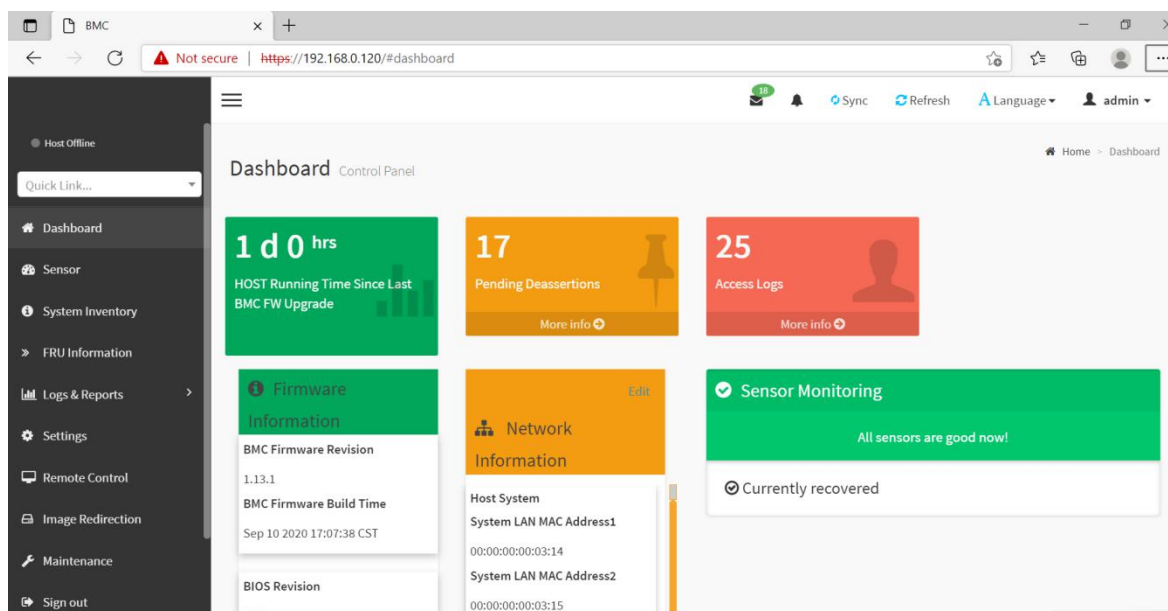 BMC
Not secure
https://192.168.0.120/#dashboard
18
Sync
Refresh
A Language
admin
Host Offline
Quick Link...
Dashboard
Sensor
System Inventory
FRU Information
Logs & Reports
Settings
Remote Control
Image Redirection
Maintenance
Sign out
Dashboard Control Panel
Home > Dashboard
1 d 0 hrs
HOST Running Time Since Last
BMC FW Upgrade
17
Pending Deassertions
More info
25
Access Logs
More info
Firmware
Information
BMC Firmware Revision
1.13.1
BMC Firmware Build Time
Sep 10 2020 17:07:38 CST
BIOS Revision
Edit
Network
Information
Host System
System LAN MAC Address1
00:00:00:00:03:14
System LAN MAC Address2
00:00:00:00:03:15
Sensor Monitoring
All sensors are good now!
Currently recovered